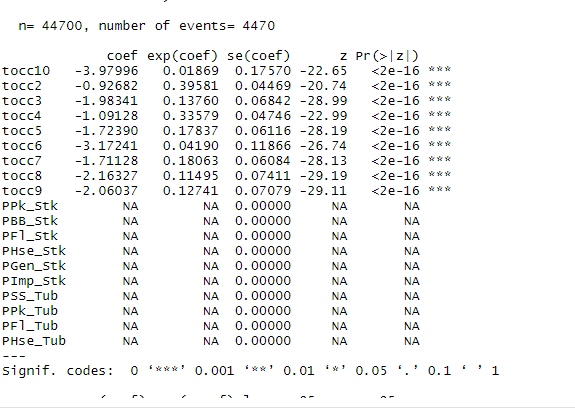 n= 44700, number of events= 4470
coef exp(coef) se(coef) z Pr(>|z|)
tocc10 -3.97996 0.01869 0.17570 -22.65 <2e-16 ***
tocc2 -0.92682 0.39581 0.04469 -20.74 <2e-16 ***
tocc3 -1.98341 0.13760 0.06842 -28.99 <2e-16 ***
tocc4 -1.09128 0.33579 0.04746 -22.99 <2e-16 ***
tocc5 -1.72390 0.17837 0.06116 -28.19 <2e-16 ***
tocc6 -3.17241 0.04190 0.11866 -26.74 <2e-16 ***
tocc7 -1.71128 0.18063 0.06084 -28.13 <2e-16 ***
tocc8 -2.16327 0.11495 0.07411 -29.19 <2e-16 ***
tocc9 -2.06037 0.12741 0.07079 -29.11 <2e-16 ***
PPk_Stk NA NA 0.00000 NA NA
PBB_Stk NA NA 0.00000 NA NA
PFl_Stk NA NA 0.00000 NA NA
PHse_Stk NA NA 0.00000 NA NA
PGen_Stk NA NA 0.00000 NA NA
PImp_Stk NA NA 0.00000 NA NA
PSS_Tub NA NA 0.00000 NA NA
PPk_Tub NA NA 0.00000 NA NA
PFl_Tub NA NA 0.00000 NA NA
PHse_Tub NA NA 0.00000 NA NA
---
Signif. codes: 0 ‘***’ 0.001 ‘**’ 0.01 ‘*’ 0.05 ‘.’ 0.1 ‘ ’ 1